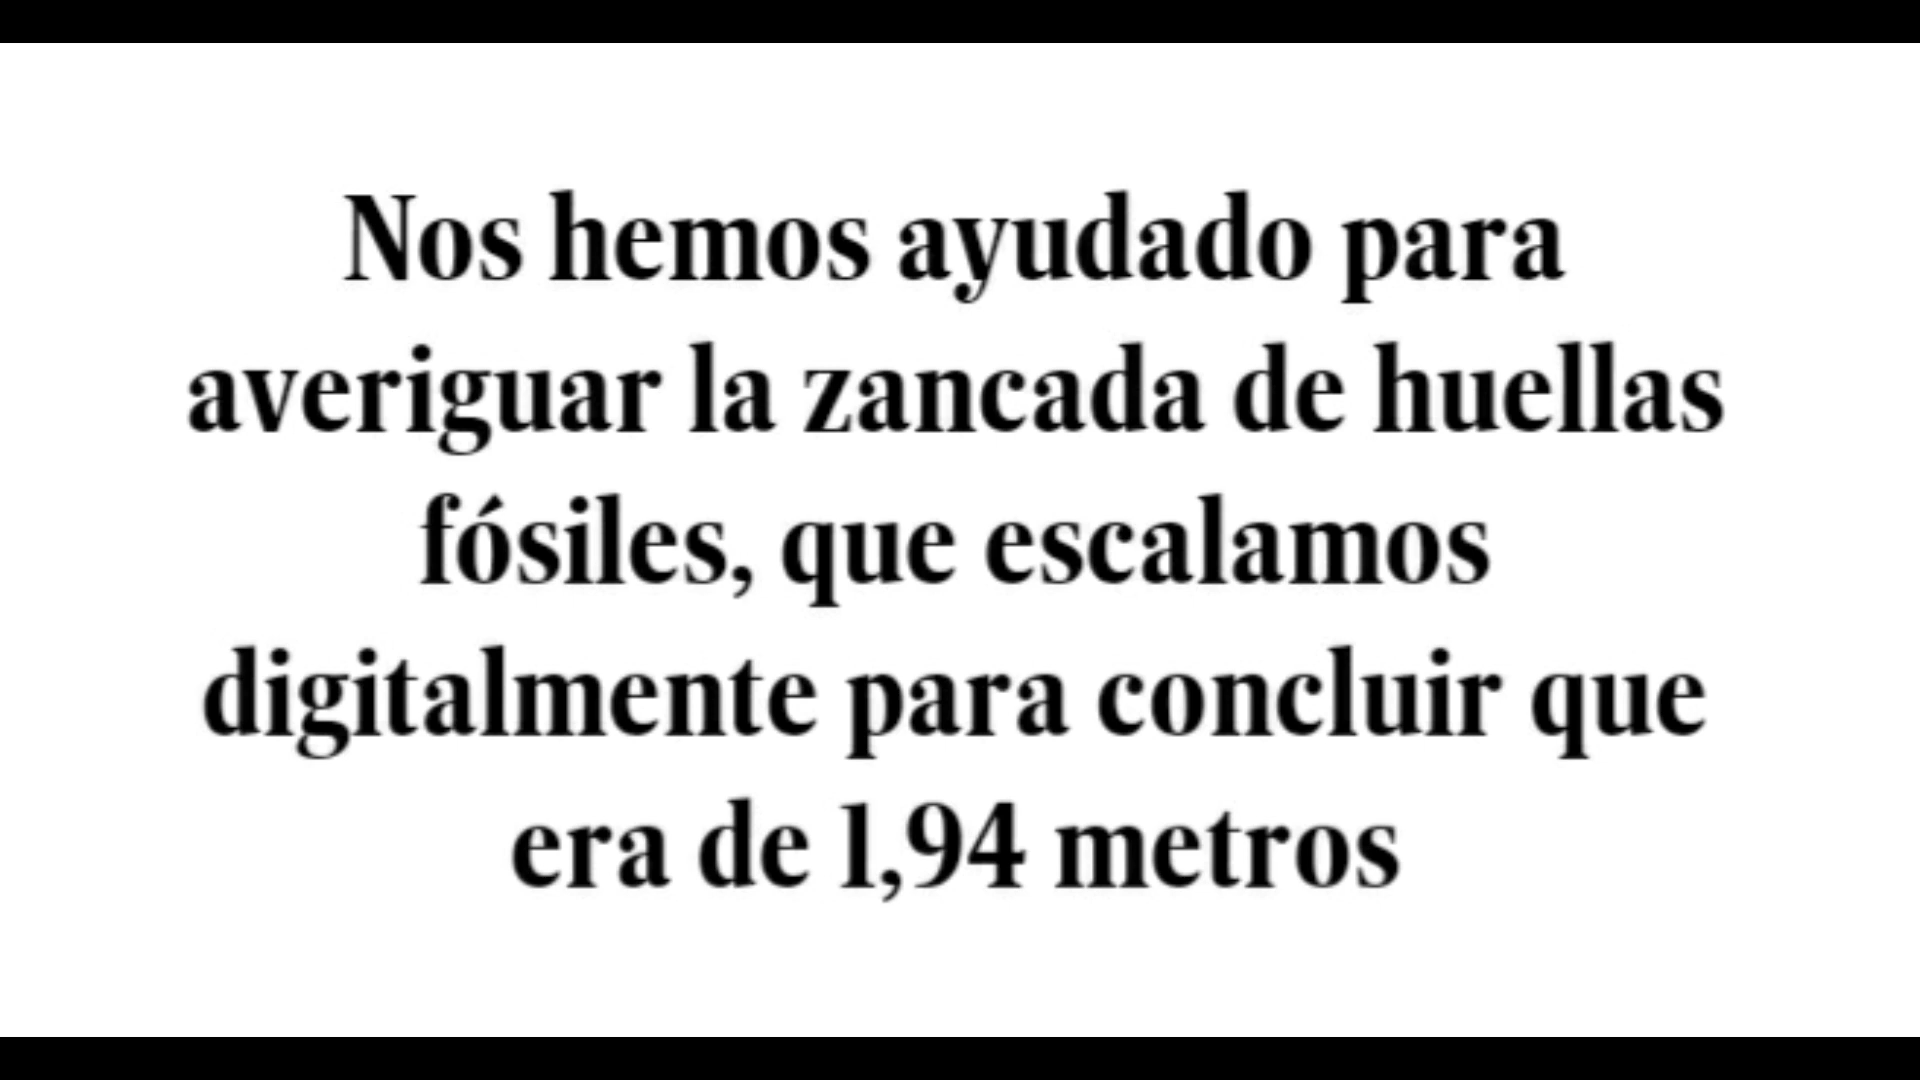 Nos hemos ayudado para
averiguar la zancada de huellas
fósiles, que escalamos
digitalmente para concluir que
era de 1,94 metros